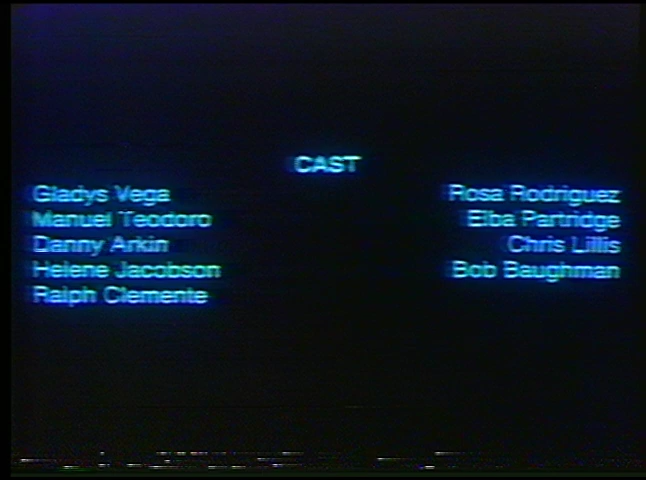 CAST
Gladys Vega
Manuel Teodoro
Danny Arkin
Helene Jacobson
Ralph Clemente
Rosa Rodriguez
Elba Partridge
Chris Lillis
Bob Baughman